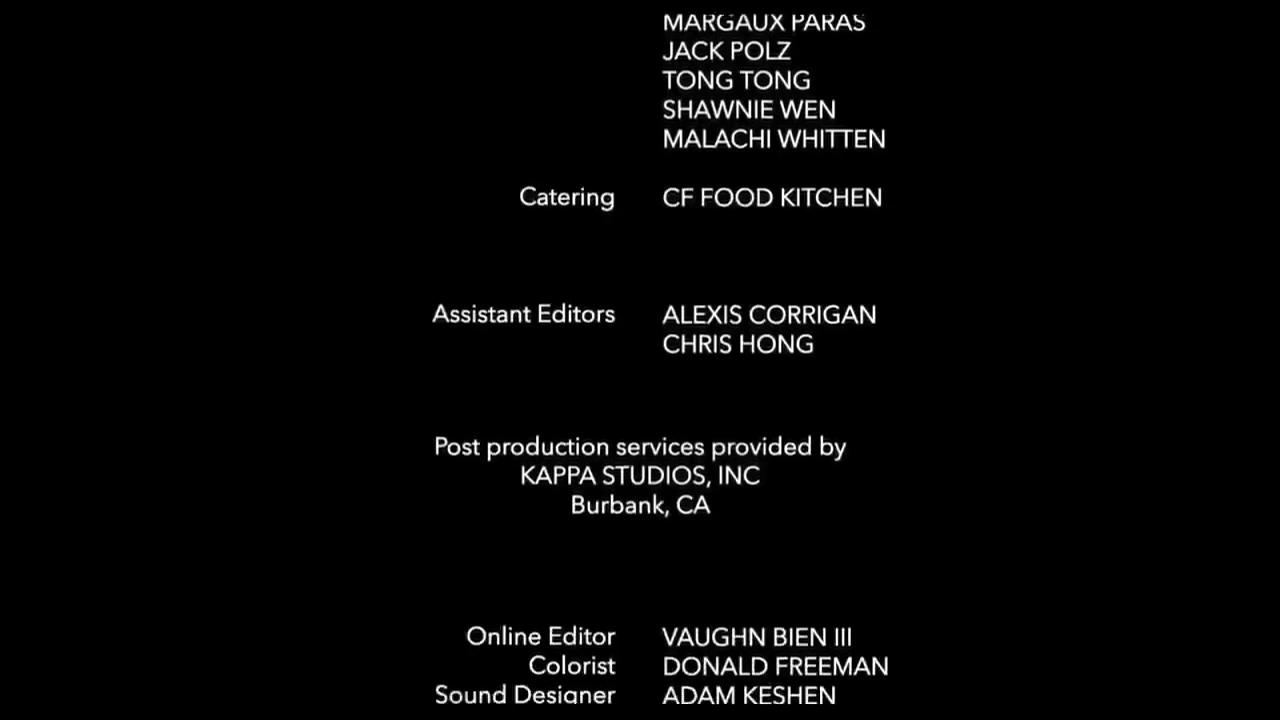 MARGAUX PARAS
JACK POLZ
TONG TONG
SHAWNIE WEN
MALACHI WHITTEN
Catering CF FOOD KITCHEN
Assistant Editors ALEXIS CORRIGAN
CHRIS HONG
Post production services provided by
KAPPA STUDIOS, INC
Burbank, CA
Online Editor VAUGHN BIEN III
Colorist DONALD FREEMAN
Sound Designer ADAM KESHEN